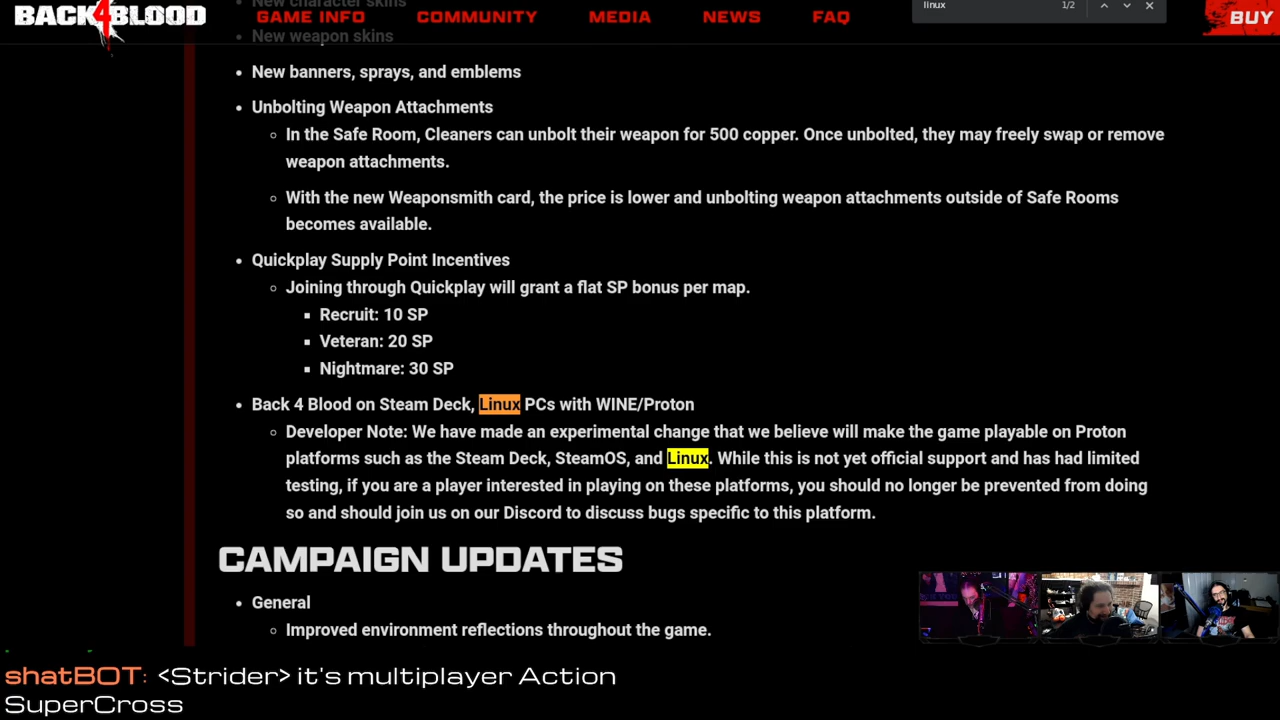 BACK 4 BLOOD
GAME INFO COMMUNITY MEDIA NEWS FAQ
linux 1/2
BUY
New character skins
New weapon skins
New banners, sprays, and emblems
Unbolting Weapon Attachments
In the Safe Room, Cleaners can unbolt their weapon for 500 copper. Once unbolted, they may freely swap or remove
weapon attachments.
With the new Weaponsmith card, the price is lower and unbolting weapon attachments outside of Safe Rooms
becomes available.
Quickplay Supply Point Incentives
Joining through Quickplay will grant a flat SP bonus per map.
Recruit: 10 SP
Veteran: 20 SP
Nightmare: 30 SP
Back 4 Blood on Steam Deck, Linux PCs with WINE/Proton
Developer Note: We have made an experimental change that we believe will make the game playable on Proton
platforms such as the Steam Deck, SteamOS, and Linux. While this is not yet official support and has had limited
testing, if you are a player interested in playing on these platforms, you should no longer be prevented from doing
so and should join us on our Discord to discuss bugs specific to this platform.
CAMPAIGN UPDATES
General
Improved environment reflections throughout the game.
shatBOT: <Strider> it's multiplayer Action
SuperCross